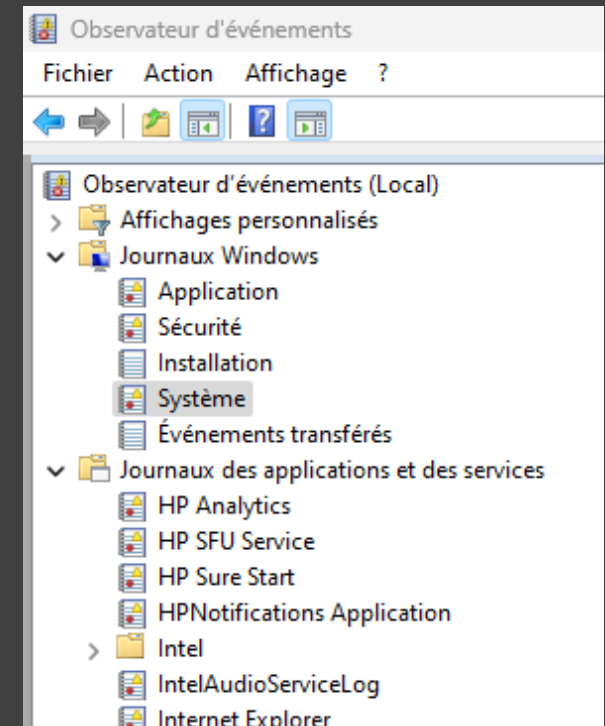 Observateur d'événements
Fichier Action Affichage ?
Observateur d'événements (Local)
Affichages personnalisés
Journaux Windows
Application
Sécurité
Installation
Système
Événements transférés
Journaux des applications et des services
HP Analytics
HP SFU Service
HP Sure Start
HPNotifications Application
Intel
IntelAudioServiceLog
Internet Explorer